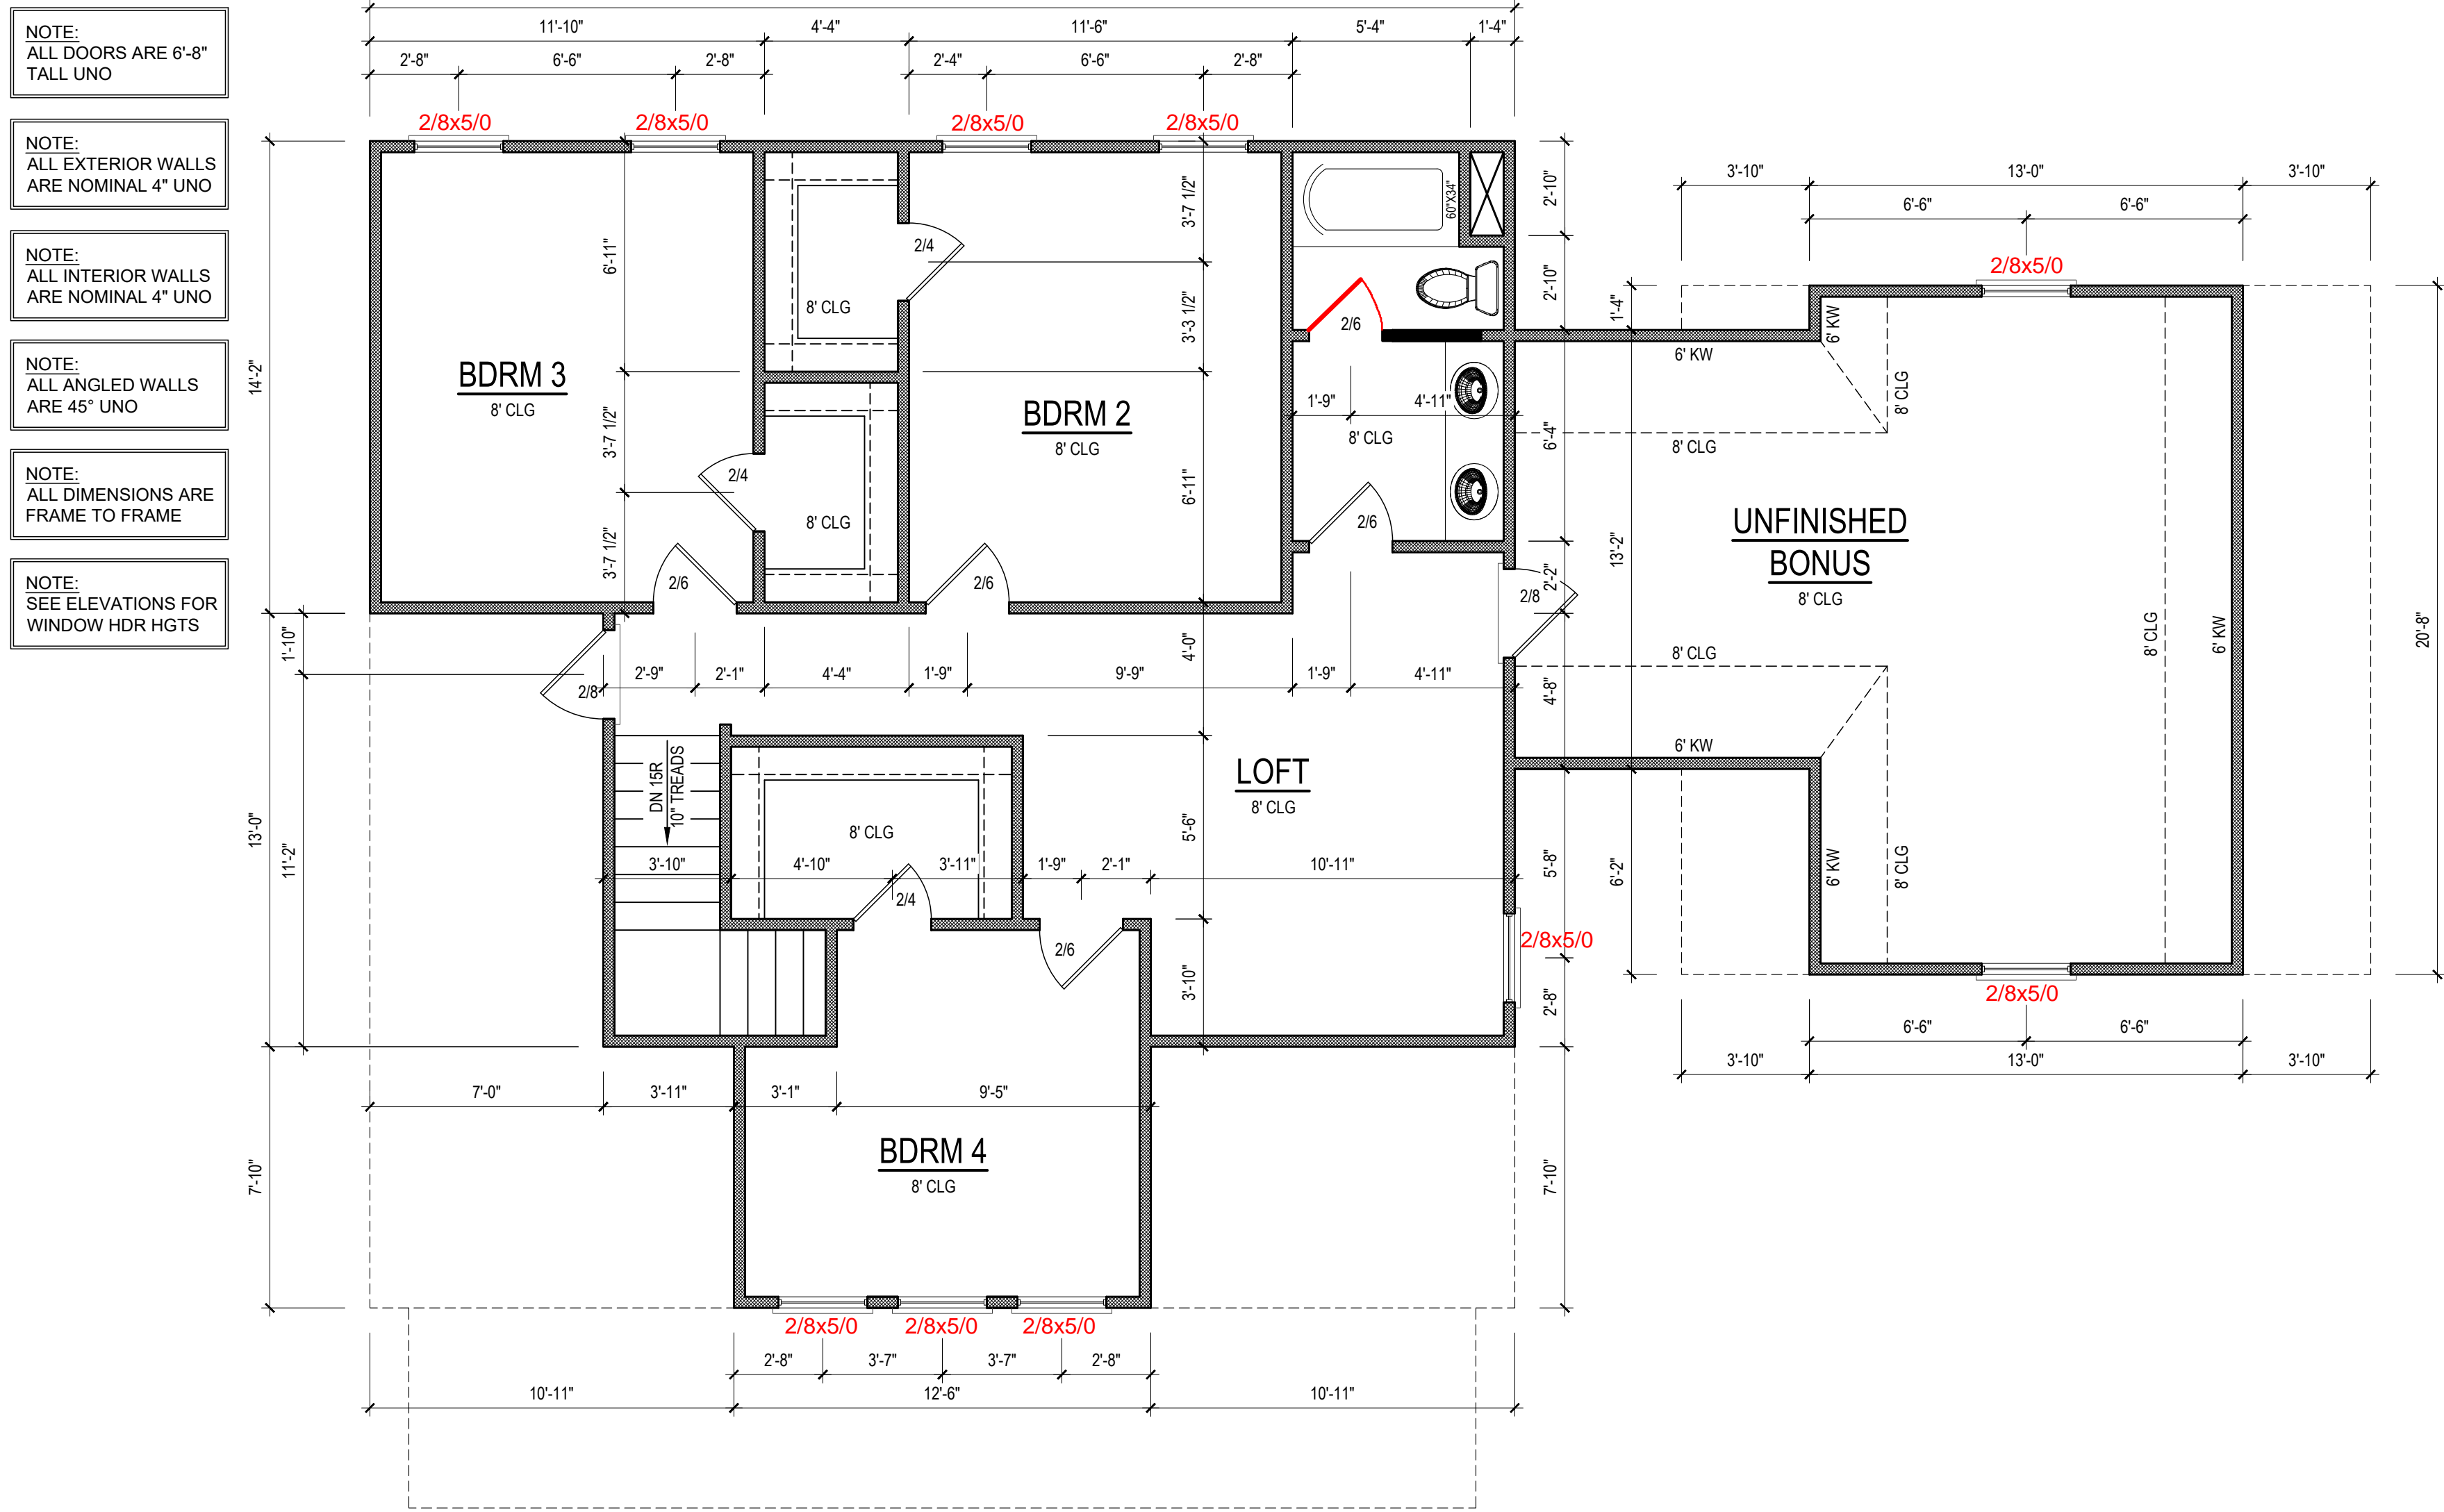 NOTE:
ALL DOORS ARE 6'-8"
TALL UNO
NOTE:
ALL EXTERIOR WALLS
ARE NOMINAL 4" UNO
NOTE:
ALL INTERIOR WALLS
ARE NOMINAL 4" UNO
NOTE:
ALL ANGLED WALLS
ARE 45° UNO
NOTE:
ALL DIMENSIONS ARE
FRAME TO FRAME
NOTE:
SEE ELEVATIONS FOR
WINDOW HDR HGTS
11'-10"
4'-4"
11'-6"
5'-4"
1'-4"
2'-8"
6'-6"
2'-8"
2'-4"
6'-6"
2'-8"
2/8x5/0
2/8x5/0
2/8x5/0
2/8x5/0
3'-10"
13'-0"
3'-10"
6'-6"
6'-6"
2/8x5/0
14'-2"
6'-11"
3'-7 1/2"
3'-7 1/2"
BDRM 3
8' CLG
2/4
8' CLG
2/4
8' CLG
2/6
3'-7 1/2"
3'-3 1/2"
6'-11"
BDRM 2
8' CLG
2/6
60"X34"
2/6
1'-9"
4'-11"
8' CLG
2/6
2'-10"
2'-10"
6'-4"
2'-2"
2/8
4'-8"
5'-8"
2'-8"
7'-10"
1'-4"
13'-2"
6'-2"
6' KW
6' KW
8' CLG
8' CLG
UNFINISHED
BONUS
8' CLG
8' CLG
6' KW
8' CLG
6' KW
6' KW
8' CLG
20'-8"
1'-10"
13'-0"
11'-2"
2/8
2'-9"
2'-1"
4'-4"
1'-9"
9'-9"
1'-9"
4'-11"
4'-0"
DN 15R
10" TREADS
8' CLG
LOFT
8' CLG
5'-6"
3'-10"
4'-10"
3'-11"
1'-9"
2'-1"
10'-11"
2/4
2/6
3'-10"
2/8x5/0
2/8x5/0
6'-6"
6'-6"
3'-10"
13'-0"
3'-10"
7'-0"
3'-11"
3'-1"
9'-5"
7'-10"
BDRM 4
8' CLG
2/8x5/0
2/8x5/0
2/8x5/0
2'-8"
3'-7"
3'-7"
2'-8"
10'-11"
12'-6"
10'-11"